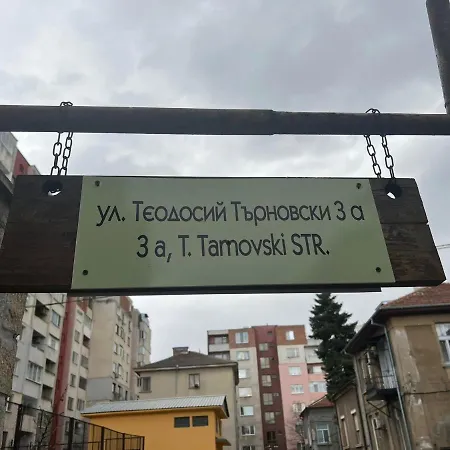 ул. Теодосий Търновски 3 а
3 а, T. Tarnovski STR.